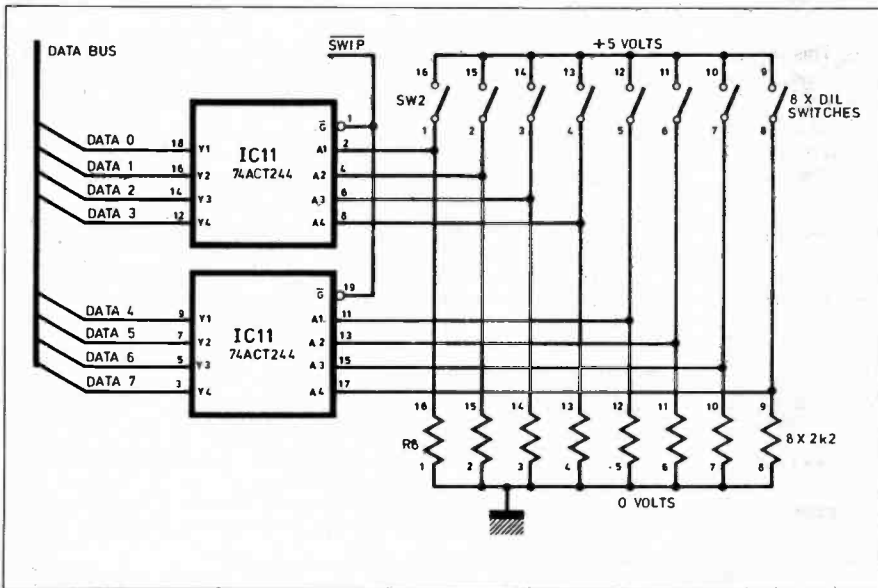 DATA BUS
SWIP
+5 VOLTS
16 15 14 13 12 11 10 9
SW2
8 X DIL
SWITCHES
1 2 3 4 5 6 7 8
DATA 0 18 Y1
DATA 1 16 Y2
DATA 2 14 Y3
DATA 3 12 Y4
IC11
74ACT244
G 1
A1 2
A2 4
A3 6
A4 8
DATA 4 9 Y1
DATA 5 7 Y2
DATA 6 5 Y3
DATA 7 3 Y4
IC11
74ACT244
G 19
A1 11
A2 13
A3 15
A4 17
16 15 14 13 12 11 10 9
R8
8 X 2k2
1 2 3 4 5 6 7 8
0 VOLTS